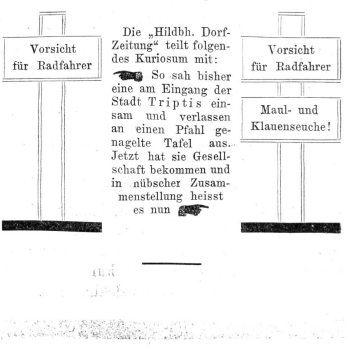 Vorsicht
für Radfahrer
Die „Hildbh. Dorf-
Zeitung“ teilt folgen-
des Kuriosum mit:
So sah bisher
eine am Eingang der
Stadt Triptis ein-
sam und verlassen
an einen Pfahl ge-
nagelte Tafel aus.
Jetzt hat sie Gesell-
schaft bekommen und
in nübscher Zusam-
menstellung heisst
es nun
Vorsicht
für Radfahrer
Maul- und
Klauenseuche!